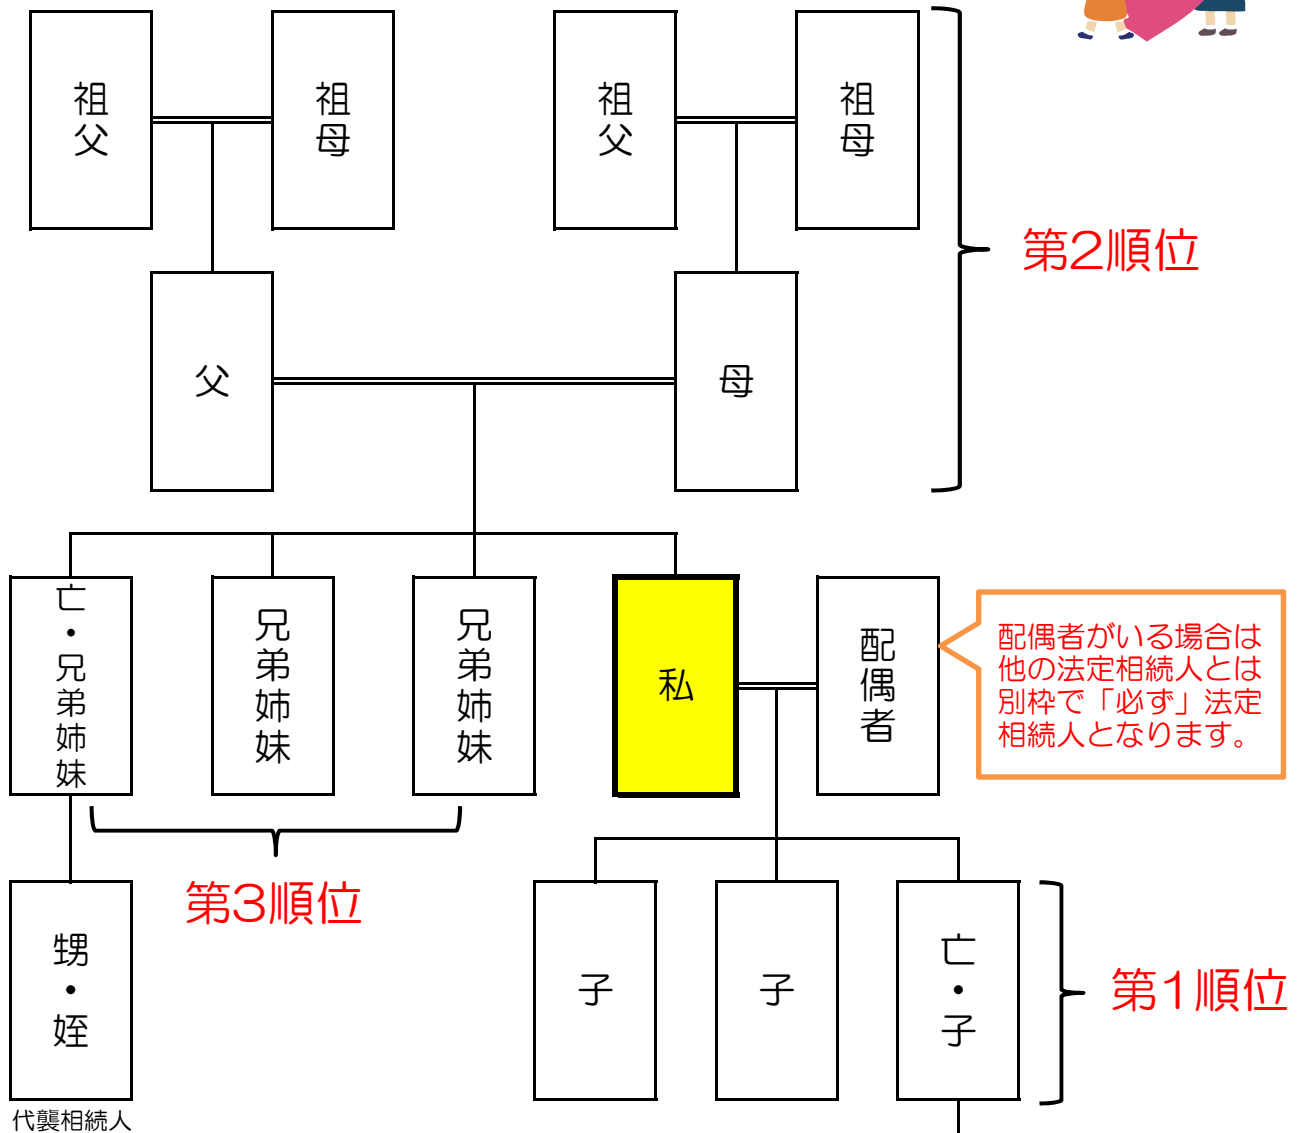 祖父
祖母
祖父
祖母
第2順位
父
母
亡・兄弟姉妹
兄弟姉妹
兄弟姉妹
私
配偶者
配偶者がいる場合は
他の法定相続人とは
別枠で「必ず」法定
相続人となります。
第3順位
甥・姪
子
子
亡・子
第1順位
代襲相続人